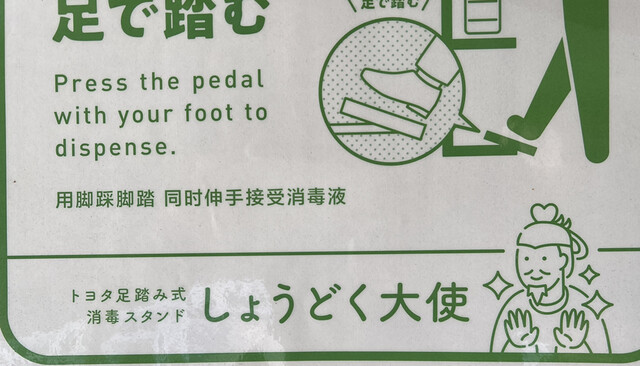 足で踏む
足で踏む
Press the pedal
with your foot to
dispense.
用脚踩脚踏 同时伸手接受消毒液
トヨタ足踏み式
消毒スタンド
しょうどく大使